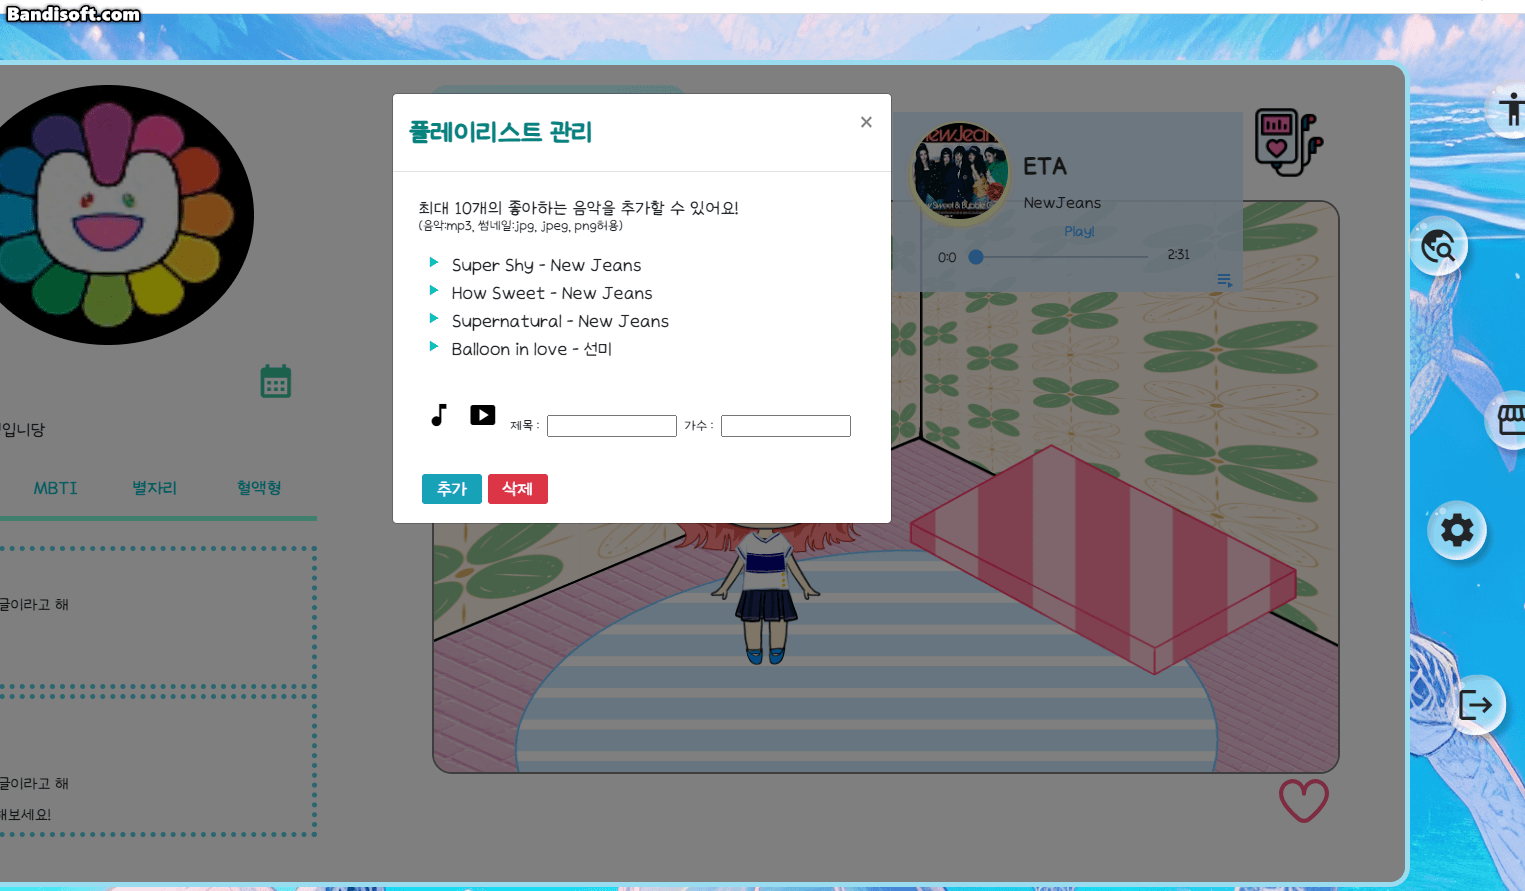 Bandisoft.com
플레이리스트 관리
×
최대 10개의 좋아하는 음악을 추가할 수 있어요!
(음악:mp3, 썸네일:jpg, jpeg, png허용)
Super Shy - New Jeans
How Sweet - New Jeans
Supernatural - New Jeans
Balloon in love - 선미
제목 :
가수 :
추가
삭제
ETA
NewJeans
Play!
0:0
2:31
입니당
MBTI
별자리
혈액형
글이라고 해
글이라고 해
해보세요!